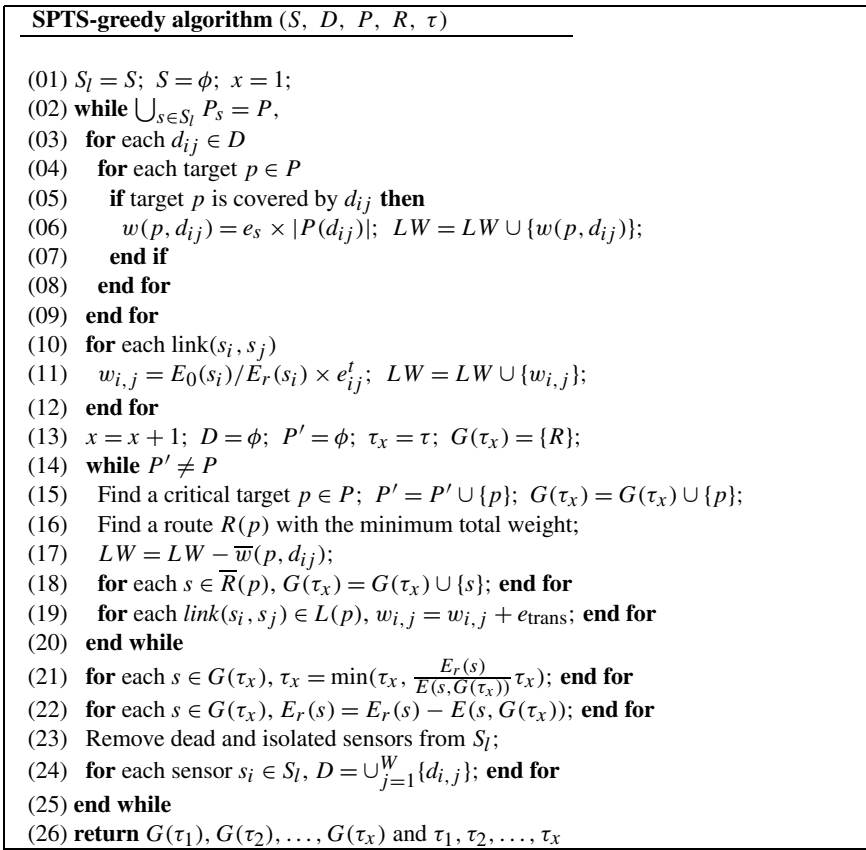 SPTS-greedy algorithm (S, D, P, R, τ)
(01) S_l = S; S = ϕ; x = 1;
(02) while ⋃_{s∈S_l} P_s = P,
(03) for each d_{ij} ∈ D
(04) for each target p ∈ P
(05) if target p is covered by d_{ij} then
(06) w(p, d_{ij}) = e_s × |P(d_{ij})|; LW = LW ∪ {w(p, d_{ij})};
(07) end if
(08) end for
(09) end for
(10) for each link(s_i, s_j)
(11) w_{i,j} = E_0(s_i)/E_r(s_i) × e^t_{ij}; LW = LW ∪ {w_{i,j}};
(12) end for
(13) x = x + 1; D = ϕ; P′ = ϕ; τ_x = τ; G(τ_x) = {R};
(14) while P′ ≠ P
(15) Find a critical target p ∈ P; P′ = P′ ∪ {p}; G(τ_x) = G(τ_x) ∪ {p};
(16) Find a route R(p) with the minimum total weight;
(17) LW = LW − \overline{w}(p, d_{ij});
(18) for each s ∈ \overline{R}(p), G(τ_x) = G(τ_x) ∪ {s}; end for
(19) for each link(s_i, s_j) ∈ L(p), w_{i,j} = w_{i,j} + e_{trans}; end for
(20) end while
(21) for each s ∈ G(τ_x), τ_x = min(τ_x, \frac{E_r(s)}{E(s,G(τ_x))} τ_x); end for
(22) for each s ∈ G(τ_x), E_r(s) = E_r(s) − E(s, G(τ_x)); end for
(23) Remove dead and isolated sensors from S_l;
(24) for each sensor s_i ∈ S_l, D = ∪^W_{j=1}{d_{i,j}}; end for
(25) end while
(26) return G(τ_1), G(τ_2), . . . , G(τ_x) and τ_1, τ_2, . . . , τ_x